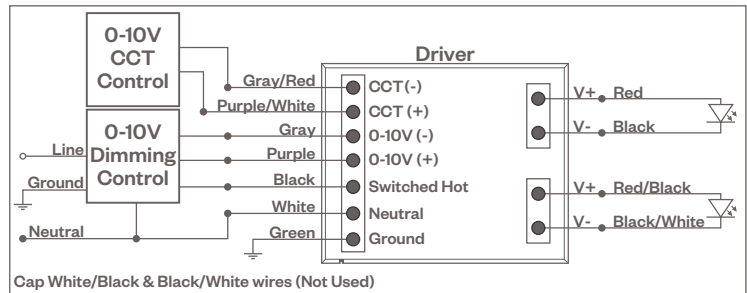 0-10V
CCT
Control
0-10V
Dimming
Control
Line
Ground
Neutral
Gray/Red
Purple/White
Gray
Purple
Black
White
Green
Driver
CCT(-)
CCT (+)
0-10V (-)
0-10V (+)
Switched Hot
Neutral
Ground
V+ Red
V- Black
V+ Red/Black
V- Black/White
Cap White/Black & Black/White wires (Not Used)